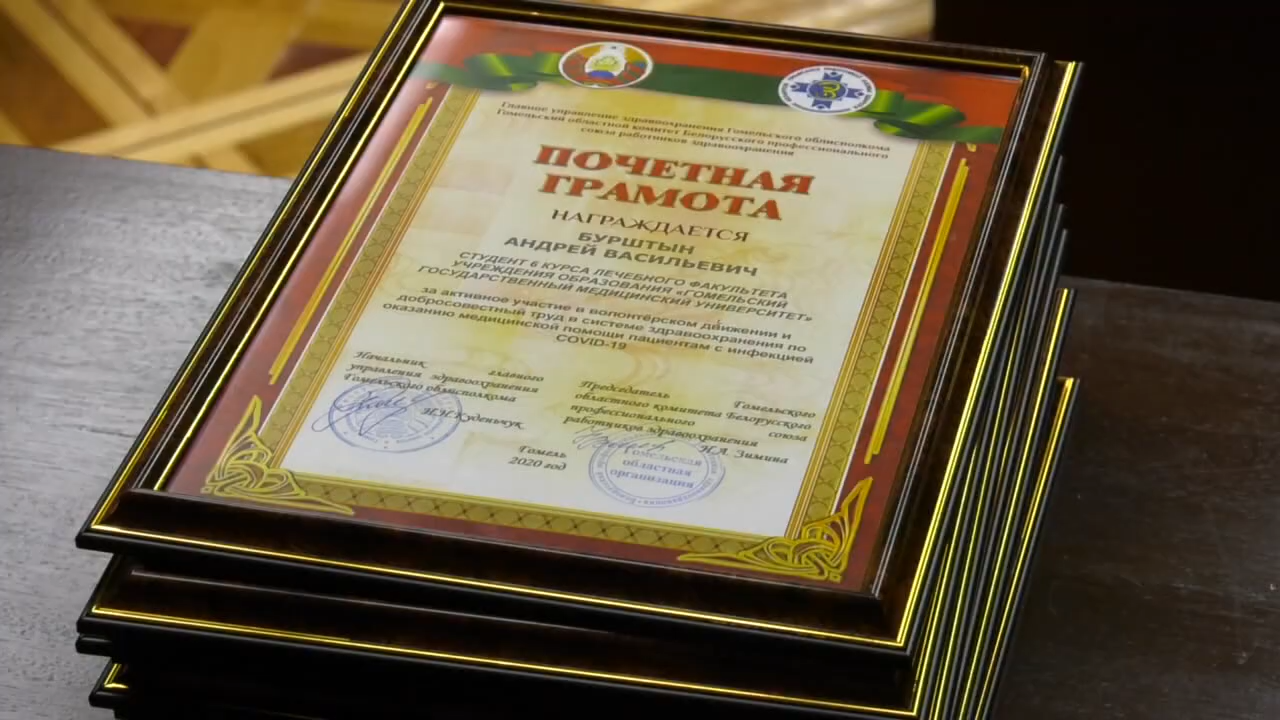 Главное управление здравоохранения Гомельского облисполкома
Гомельский областной комитет Белорусского профессионального
союза работников здравоохранения
ПОЧЕТНАЯ
ГРАМОТА
НАГРАЖДАЕТСЯ
БУРШТЫН
АНДРЕЙ ВАСИЛЬЕВИЧ
СТУДЕНТ 6 КУРСА ЛЕЧЕБНОГО ФАКУЛЬТЕТА
УЧРЕЖДЕНИЯ ОБРАЗОВАНИЯ «ГОМЕЛЬСКИЙ
ГОСУДАРСТВЕННЫЙ МЕДИЦИНСКИЙ УНИВЕРСИТЕТ»
за активное участие в волонтёрском движении и
добросовестный труд в системе здравоохранения по
оказанию медицинской помощи пациентам с инфекцией
COVID-19
Начальник главного
управления здравоохранения
Гомельского облисполкома
Н.Н.Куденьчук
Председатель Гомельского
областного комитета Белорусского
профессионального союза
работников здравоохранения
Н.А. Зимина
Гомель
2020 год
Гомельская
областная
организация